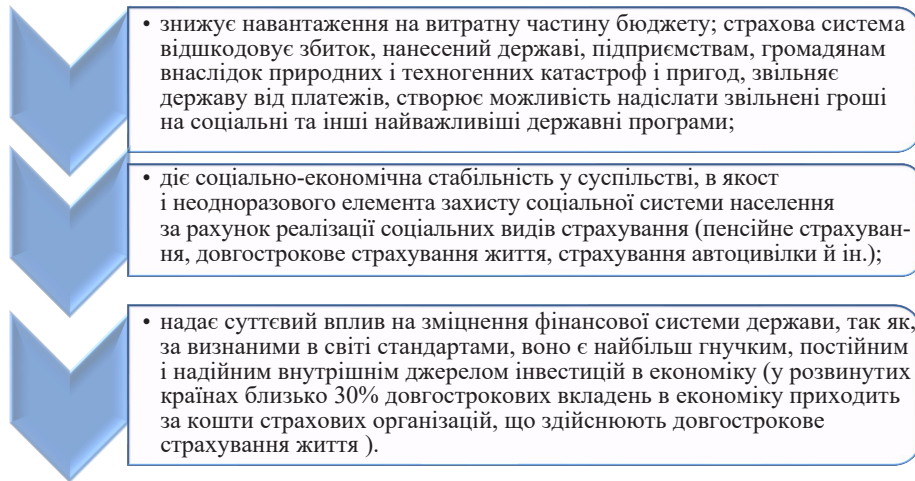 • знижує навантаження на витратну частину бюджету; страхова система
відшкодовує збиток, нанесений державі, підприємствам, громадянам
внаслідок природних і техногенних катастроф і пригод, звільняє
державу від платежів, створює можливість надіслати звільнені гроші
на соціальні та інші найважливіші державні програми;
• діє соціально-економічна стабільність у суспільстві, в якост
і неодноразового елемента захисту соціальної системи населення
за рахунок реалізації соціальних видів страхування (пенсійне страхуван-
ня, довгострокове страхування життя, страхування автоцивілки й ін.);
• надає суттєвий вплив на зміцнення фінансової системи держави, так як,
за визнаними в світі стандартами, воно є найбільш гнучким, постійним
і надійним внутрішнім джерелом інвестицій в економіку (у розвинутих
країнах близько 30% довгострокових вкладень в економіку приходить
за кошти страхових організацій, що здійснюють довгострокове
страхування життя ).